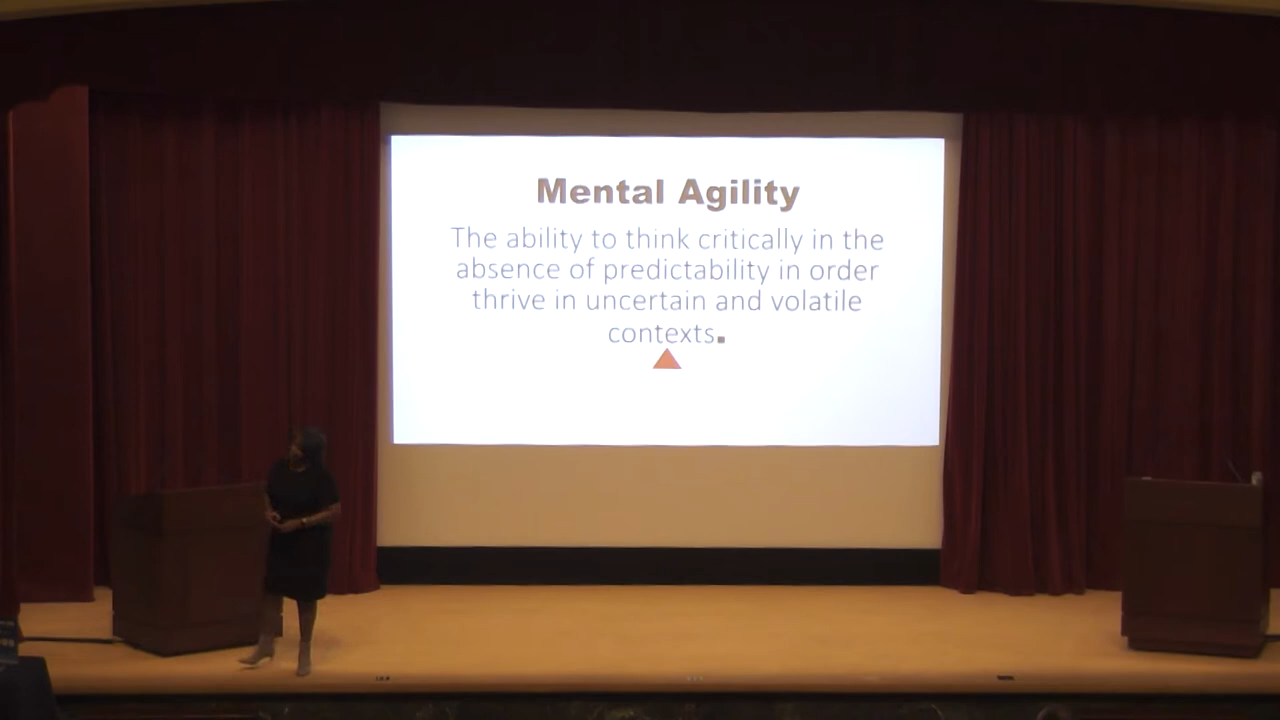 Mental Agility
The ability to think critically in the
absence of predictability in order
thrive in uncertain and volatile
contexts.